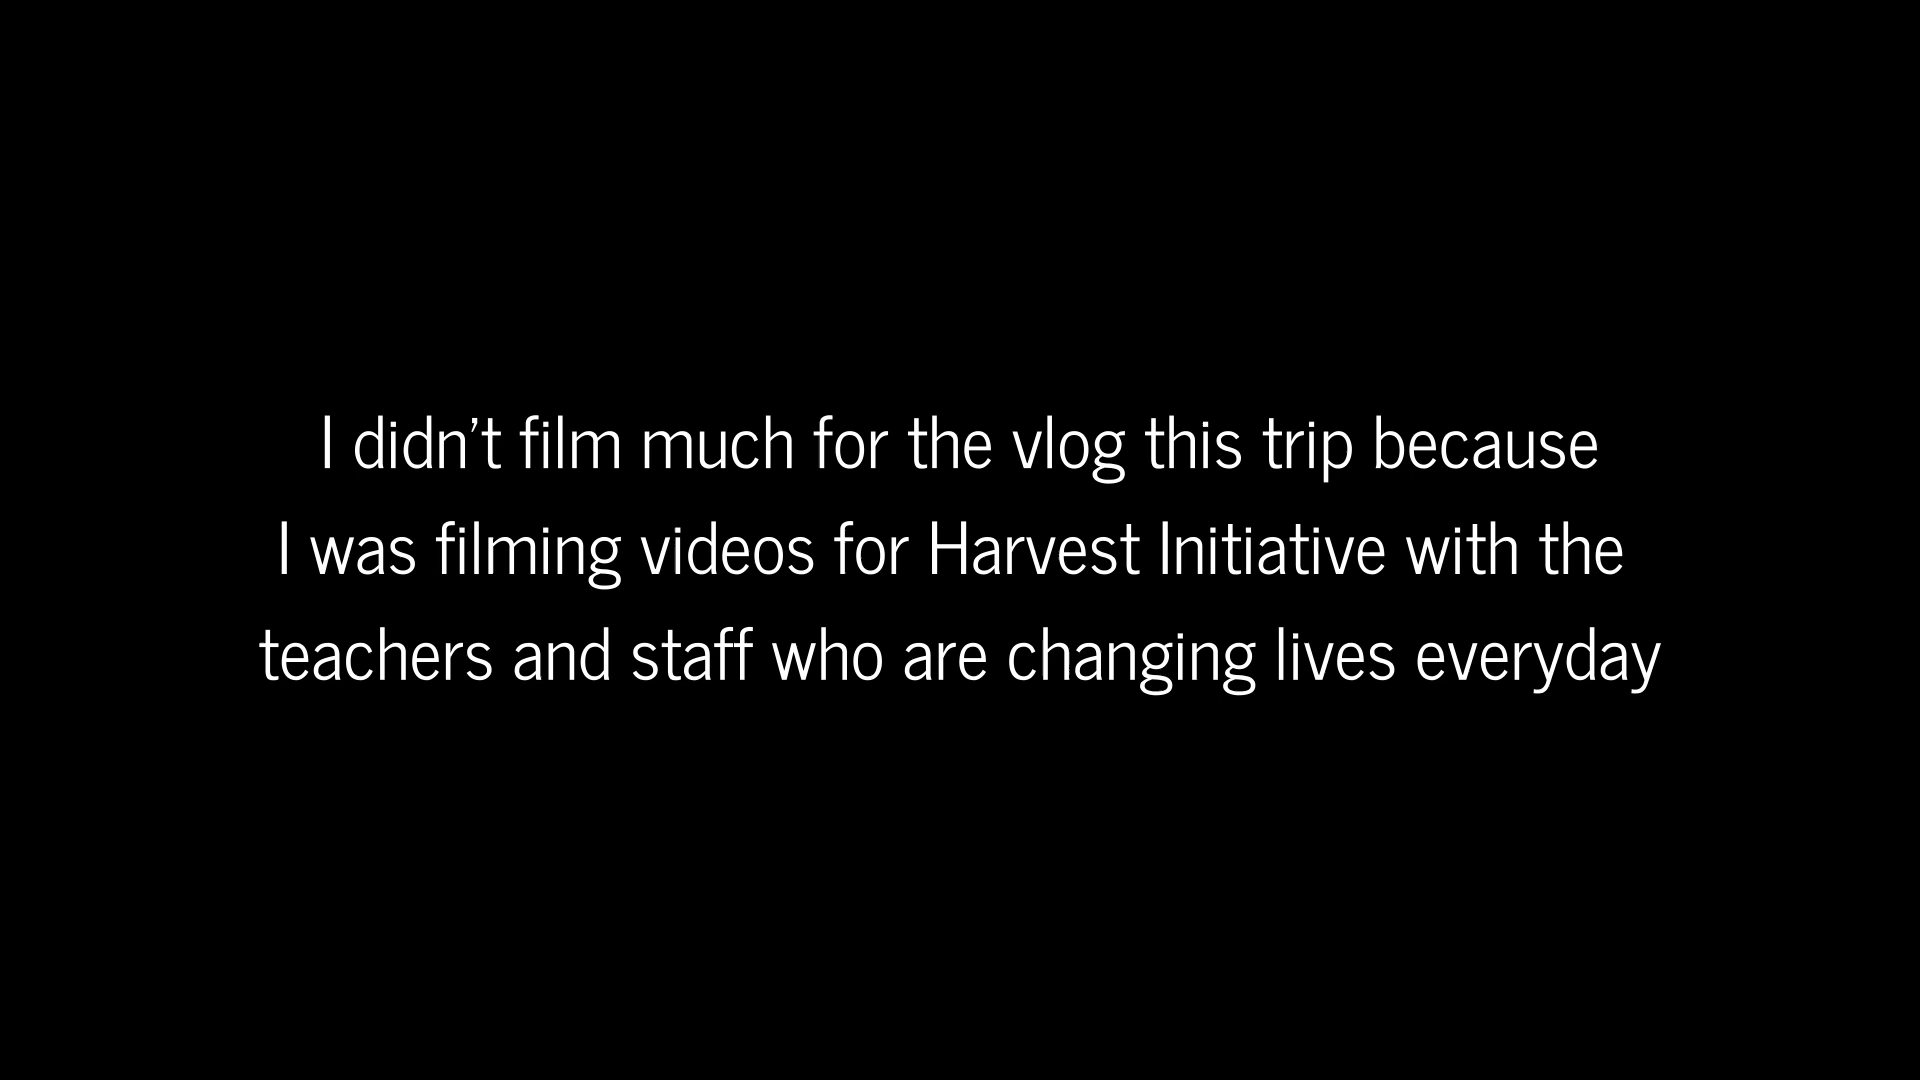 I didn’t film much for the vlog this trip because
I was filming videos for Harvest Initiative with the
teachers and staff who are changing lives everyday